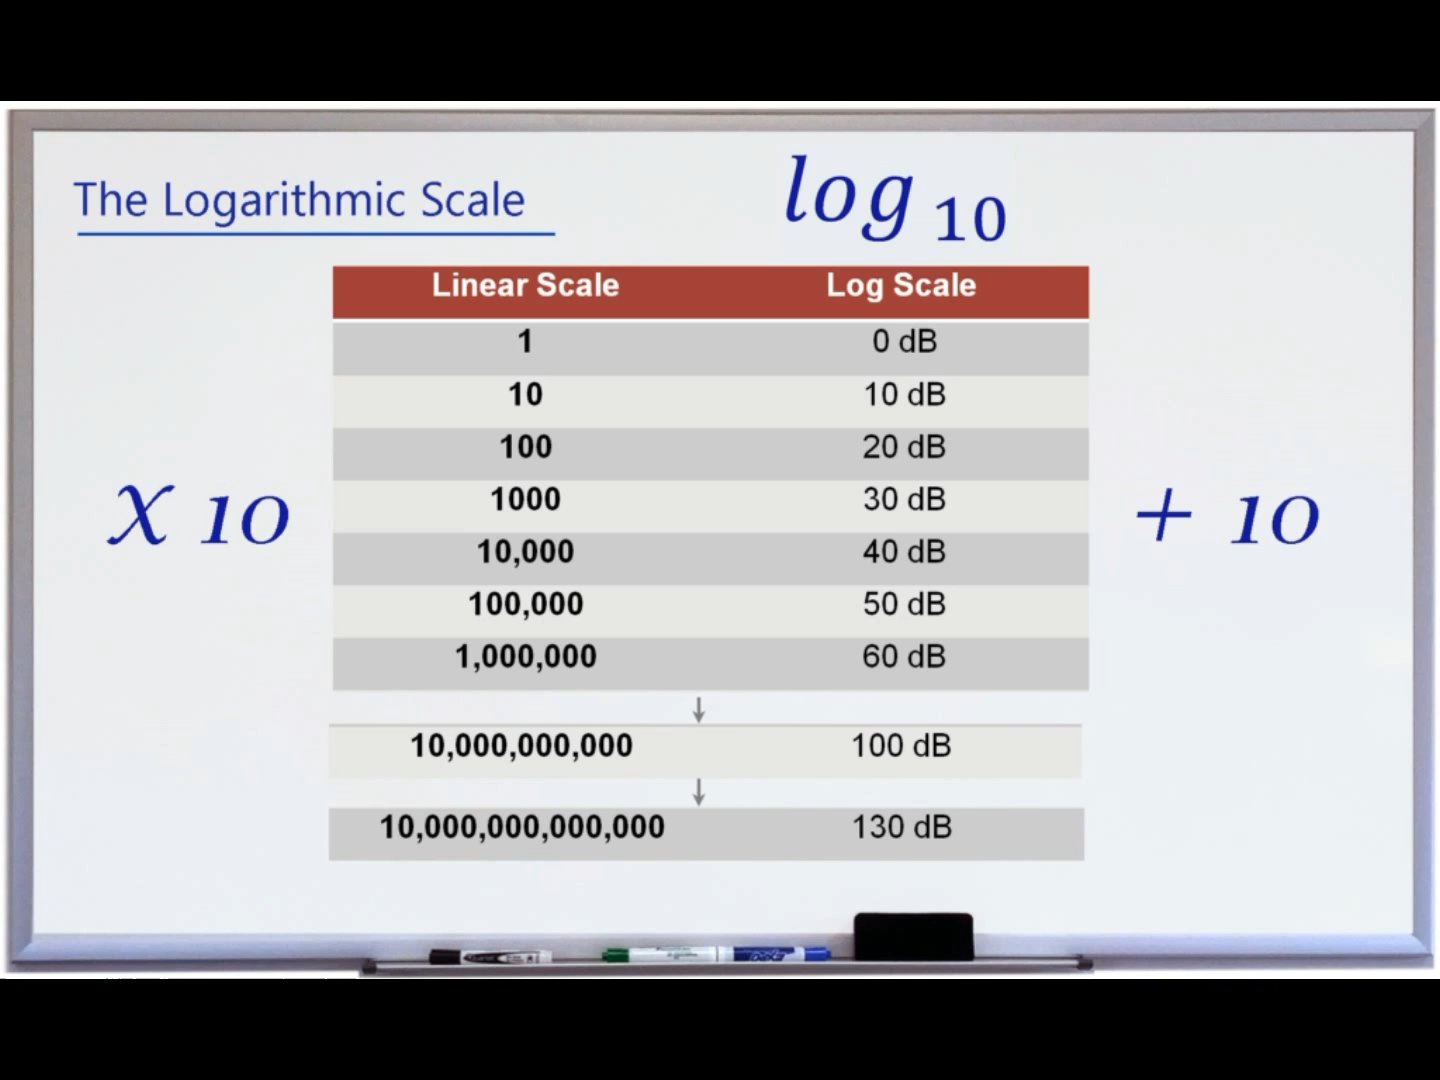 The Logarithmic Scale
log 10
Linear Scale Log Scale
1 0 dB
10 10 dB
100 20 dB
1000 30 dB
x 10
+ 10
10,000 40 dB
100,000 50 dB
1,000,000 60 dB
10,000,000,000 100 dB
10,000,000,000,000 130 dB